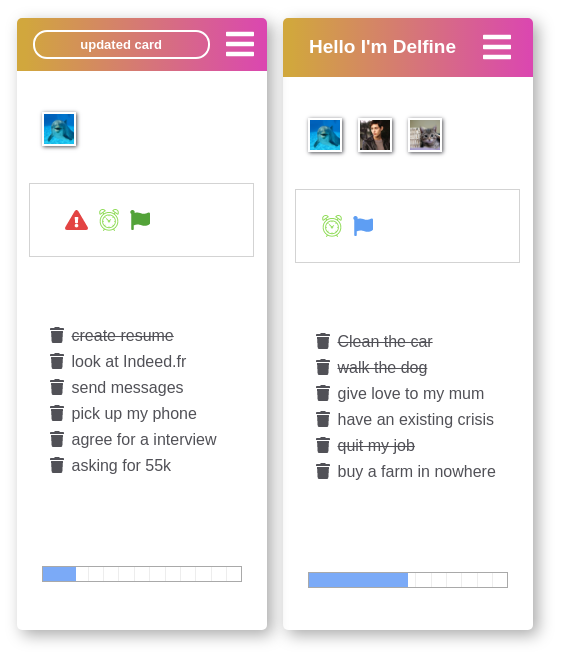 updated card
create resume
look at Indeed.fr
send messages
pick up my phone
agree for a interview
asking for 55k
Hello I'm Delfine
Clean the car
walk the dog
give love to my mum
have an existing crisis
quit my job
buy a farm in nowhere